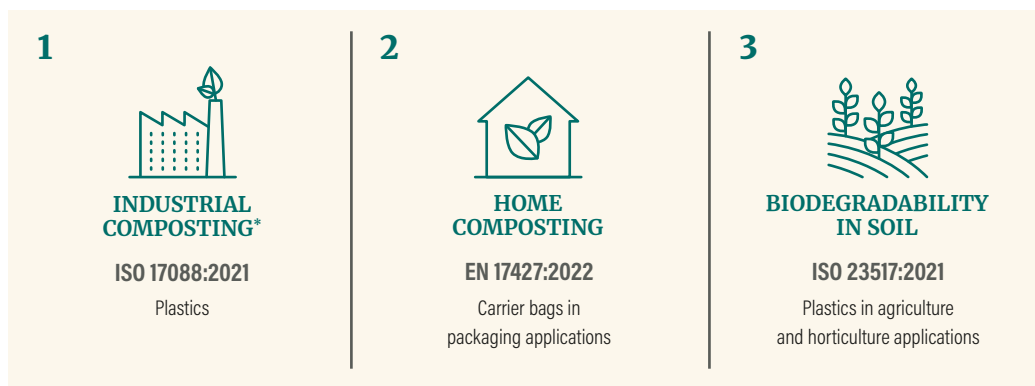 1
INDUSTRIAL
COMPOSTING*
ISO 17088:2021
Plastics
2
HOME
COMPOSTING
EN 17427:2022
Carrier bags in
packaging applications
3
BIODEGRADABILITY
IN SOIL
ISO 23517:2021
Plastics in agriculture
and horticulture applications